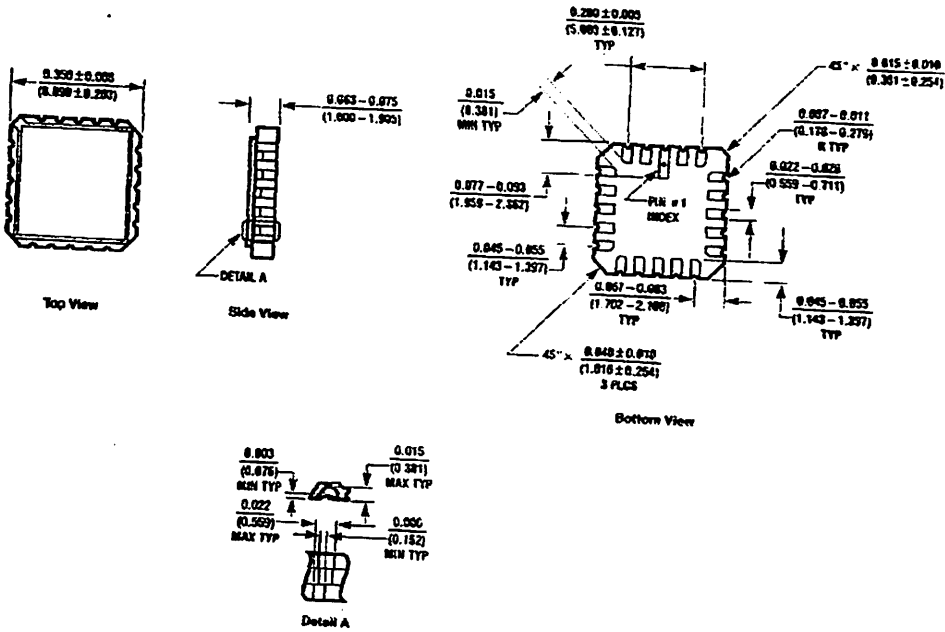 0.350 ± 0.008
(8.890 ± 0.203)
Top View
0.063 – 0.075
(1.600 – 1.905)
DETAIL A
Side View
0.200 ± 0.005
(5.080 ± 0.127)
TYP
0.015
(0.381)
MIN TYP
45° × 0.015 ± 0.010
(0.381 ± 0.254)
0.007 – 0.011
(0.178 – 0.279)
R TYP
0.022 – 0.028
(0.559 – 0.711)
TYP
0.077 – 0.093
(1.956 – 2.362)
PIN #1
INDEX
0.045 – 0.055
(1.143 – 1.397)
TYP
0.067 – 0.083
(1.702 – 2.108)
TYP
0.045 – 0.055
(1.143 – 1.397)
TYP
45° × 0.040 ± 0.010
(1.016 ± 0.254)
3 PLCS
Bottom View
0.003
(0.076)
MIN TYP
0.015
(0.381)
MAX TYP
0.022
(0.559)
MAX TYP
0.006
(0.152)
MIN TYP
Detail A